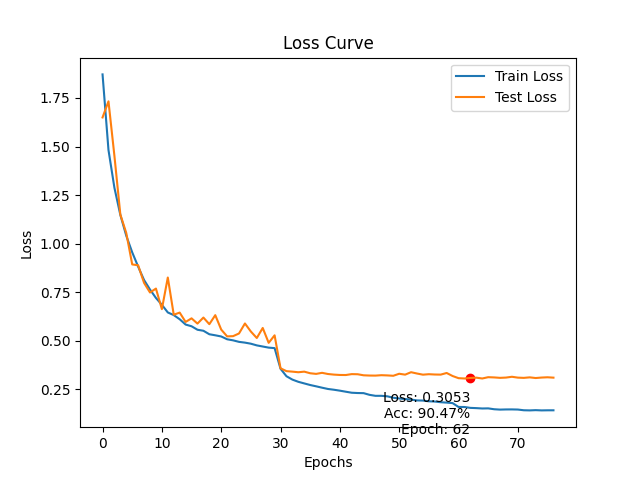 Loss Curve
Train Loss
Test Loss
1.75
1.50
1.25
1.00
0.75
0.50
0.25
Loss
Loss: 0.3053
Acc: 90.47%
Epoch: 62
0 10 20 30 40 50 60 70
Epochs